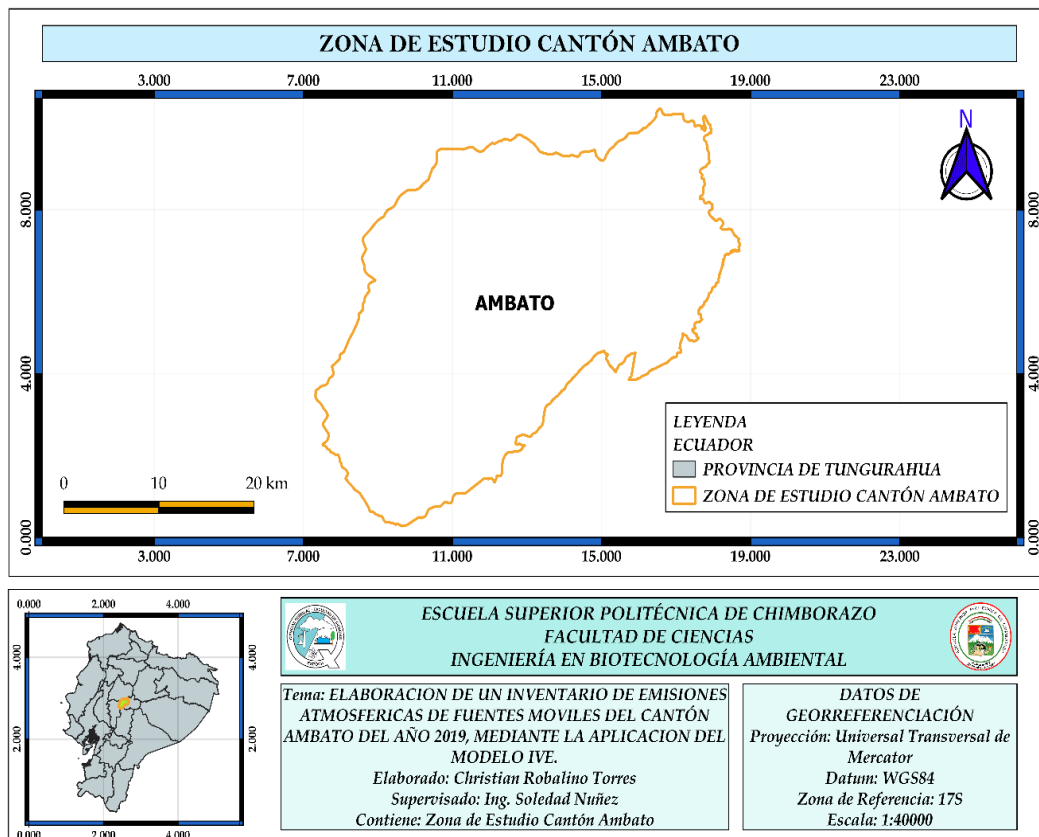 ZONA DE ESTUDIO CANTÓN AMBATO
3.000 7.000 11.000 15.000 19.000 23.000
N
8.000 8.000
AMBATO
4.000 4.000
LEYENDA
ECUADOR
PROVINCIA DE TUNGURAHUA
ZONA DE ESTUDIO CANTÓN AMBATO
0 10 20 km
0.000 0.000
3.000 7.000 11.000 15.000 19.000 23.000
0.000 2.000 4.000
4.000 4.000
2.000 2.000
0.000 2.000 4.000
ESCUELA SUPERIOR POLITÉCNICA DE CHIMBORAZO
FACULTAD DE CIENCIAS
INGENIERÍA EN BIOTECNOLOGÍA AMBIENTAL
Tema: ELABORACION DE UN INVENTARIO DE EMISIONES
ATMOSFERICAS DE FUENTES MOVILES DEL CANTÓN
AMBATO DEL AÑO 2019, MEDIANTE LA APLICACION DEL
MODELO IVE.
Elaborado: Christian Robalino Torres
Supervisado: Ing. Soledad Nuñez
Contiene: Zona de Estudio Cantón Ambato
DATOS DE
GEORREFERENCIACIÓN
Proyección: Universal Transversal de
Mercator
Datum: WGS84
Zona de Referencia: 17S
Escala: 1:40000